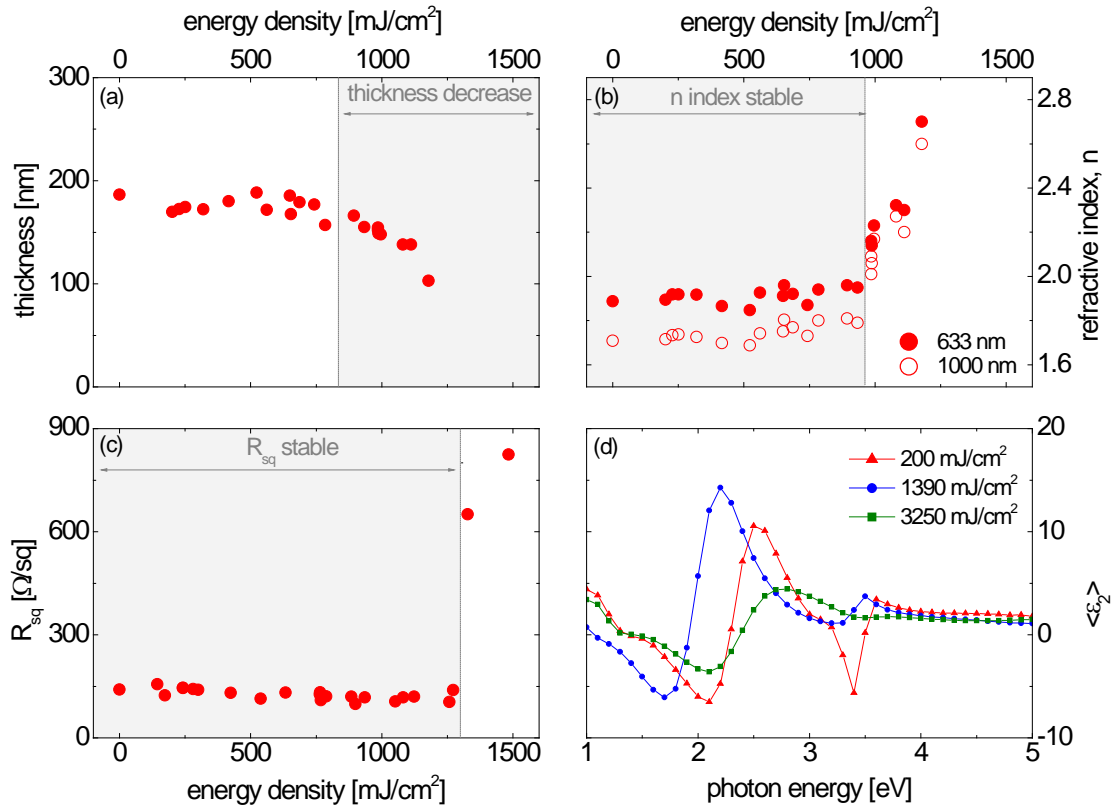 energy density [mJ/cm²]
0 500 1000 1500
energy density [mJ/cm²]
0 500 1000 1500
300
200
100
0
thickness [nm]
(a)
thickness decrease
(b)
n index stable
633 nm
1000 nm
2.8
2.4
2.0
1.6
refractive index, n
900
600
300
0
R_sq [Ω/sq]
(c)
R_sq stable
0 500 1000 1500
energy density [mJ/cm²]
(d)
200 mJ/cm²
1390 mJ/cm²
3250 mJ/cm²
20
10
0
-10
<ε₂>
1 2 3 4 5
photon energy [eV]